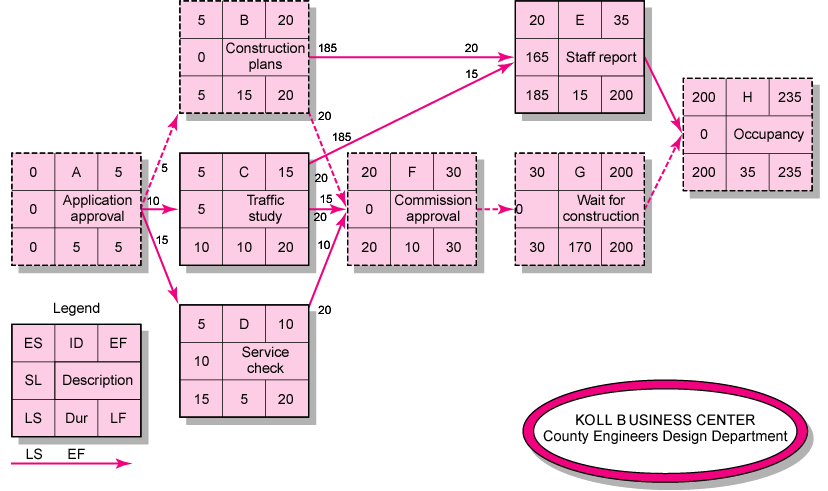 5 B 20
0 Construction
plans
5 15 20
20 E 35
165 Staff report
185 15 200
200 H 235
0 Occupancy
200 35 235
185
20
15
20
185
5
10
15
0 A 5
0 Application
approval
0 5 5
5 C 15
5 Traffic
study
10 10 20
20
15
20
10
20
20 F 30
0 Commission
approval
20 10 30
30 G 200
0 Wait for
construction
30 170 200
5 D 10
10 Service
check
15 5 20
Legend
ES ID EF
SL Description
LS Dur LF
LS EF
KOLL BUSINESS CENTER
County Engineers Design Department